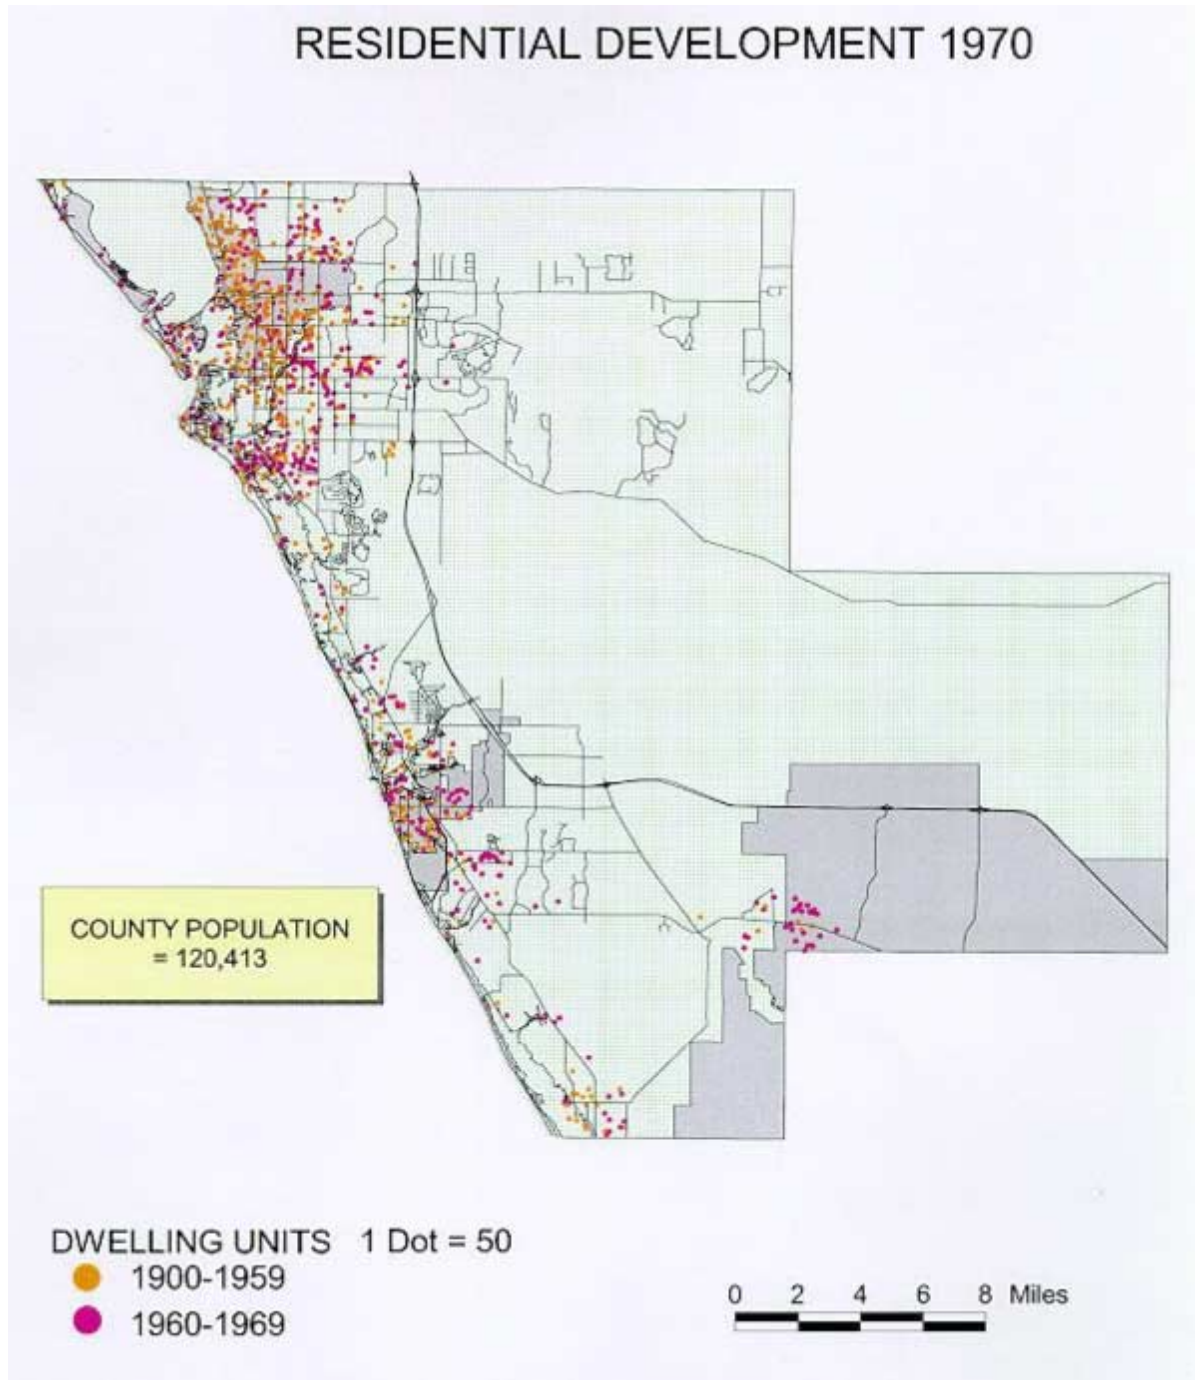 RESIDENTIAL DEVELOPMENT 1970
COUNTY POPULATION
= 120,413
DWELLING UNITS 1 Dot = 50
1900-1959
1960-1969
0 2 4 6 8 Miles